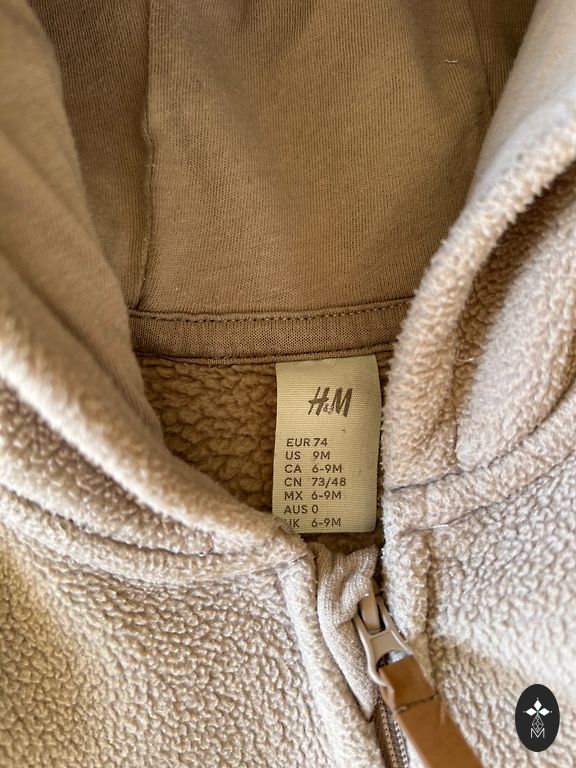 H&M
EUR 74
US 9M
CA 6-9M
CN 73/48
MX 6-9M
AUS 0
UK 6-9M
M